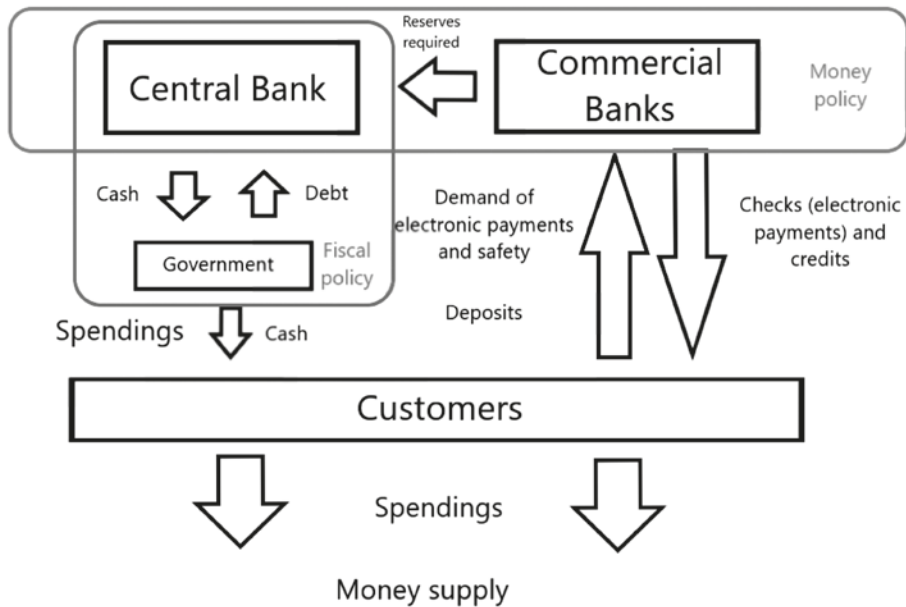 Reserves
required
Central Bank
Commercial
Banks
Money
policy
Cash
Debt
Government
Fiscal
policy
Demand of
electronic payments
and safety
Checks (electronic
payments) and
credits
Deposits
Spendings
Cash
Customers
Spendings
Money supply